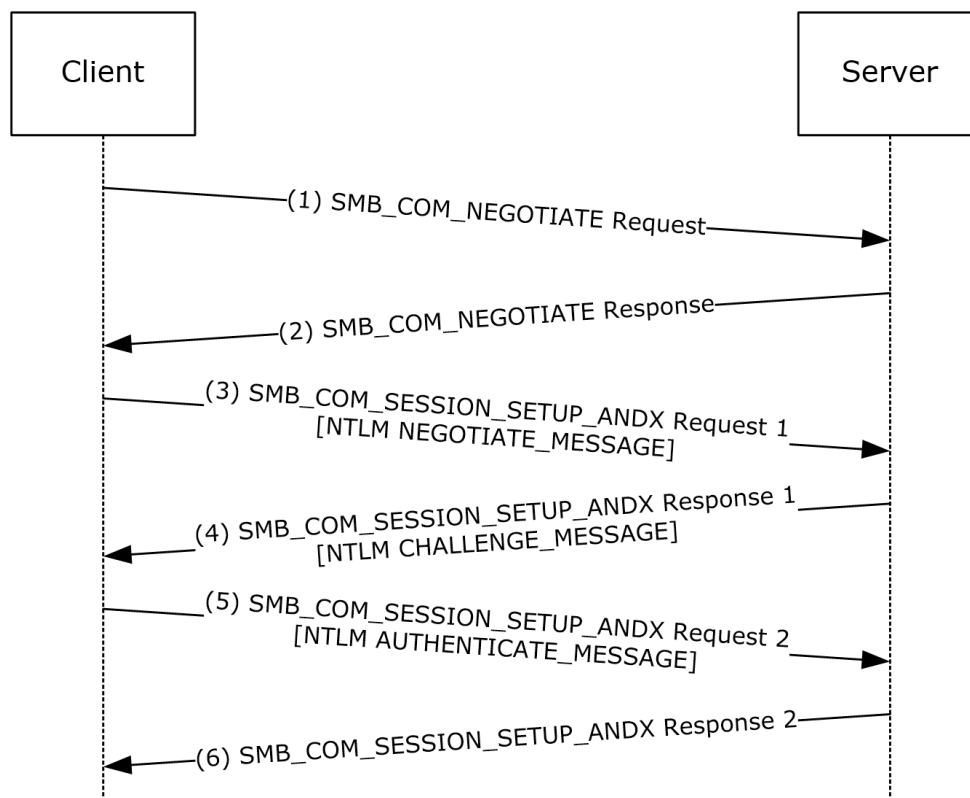 Client
Server
(1) SMB_COM_NEGOTIATE Request
(2) SMB_COM_NEGOTIATE Response
(3) SMB_COM_SESSION_SETUP_ANDX Request 1
[NTLM NEGOTIATE_MESSAGE]
(4) SMB_COM_SESSION_SETUP_ANDX Response 1
[NTLM CHALLENGE_MESSAGE]
(5) SMB_COM_SESSION_SETUP_ANDX Request 2
[NTLM AUTHENTICATE_MESSAGE]
(6) SMB_COM_SESSION_SETUP_ANDX Response 2